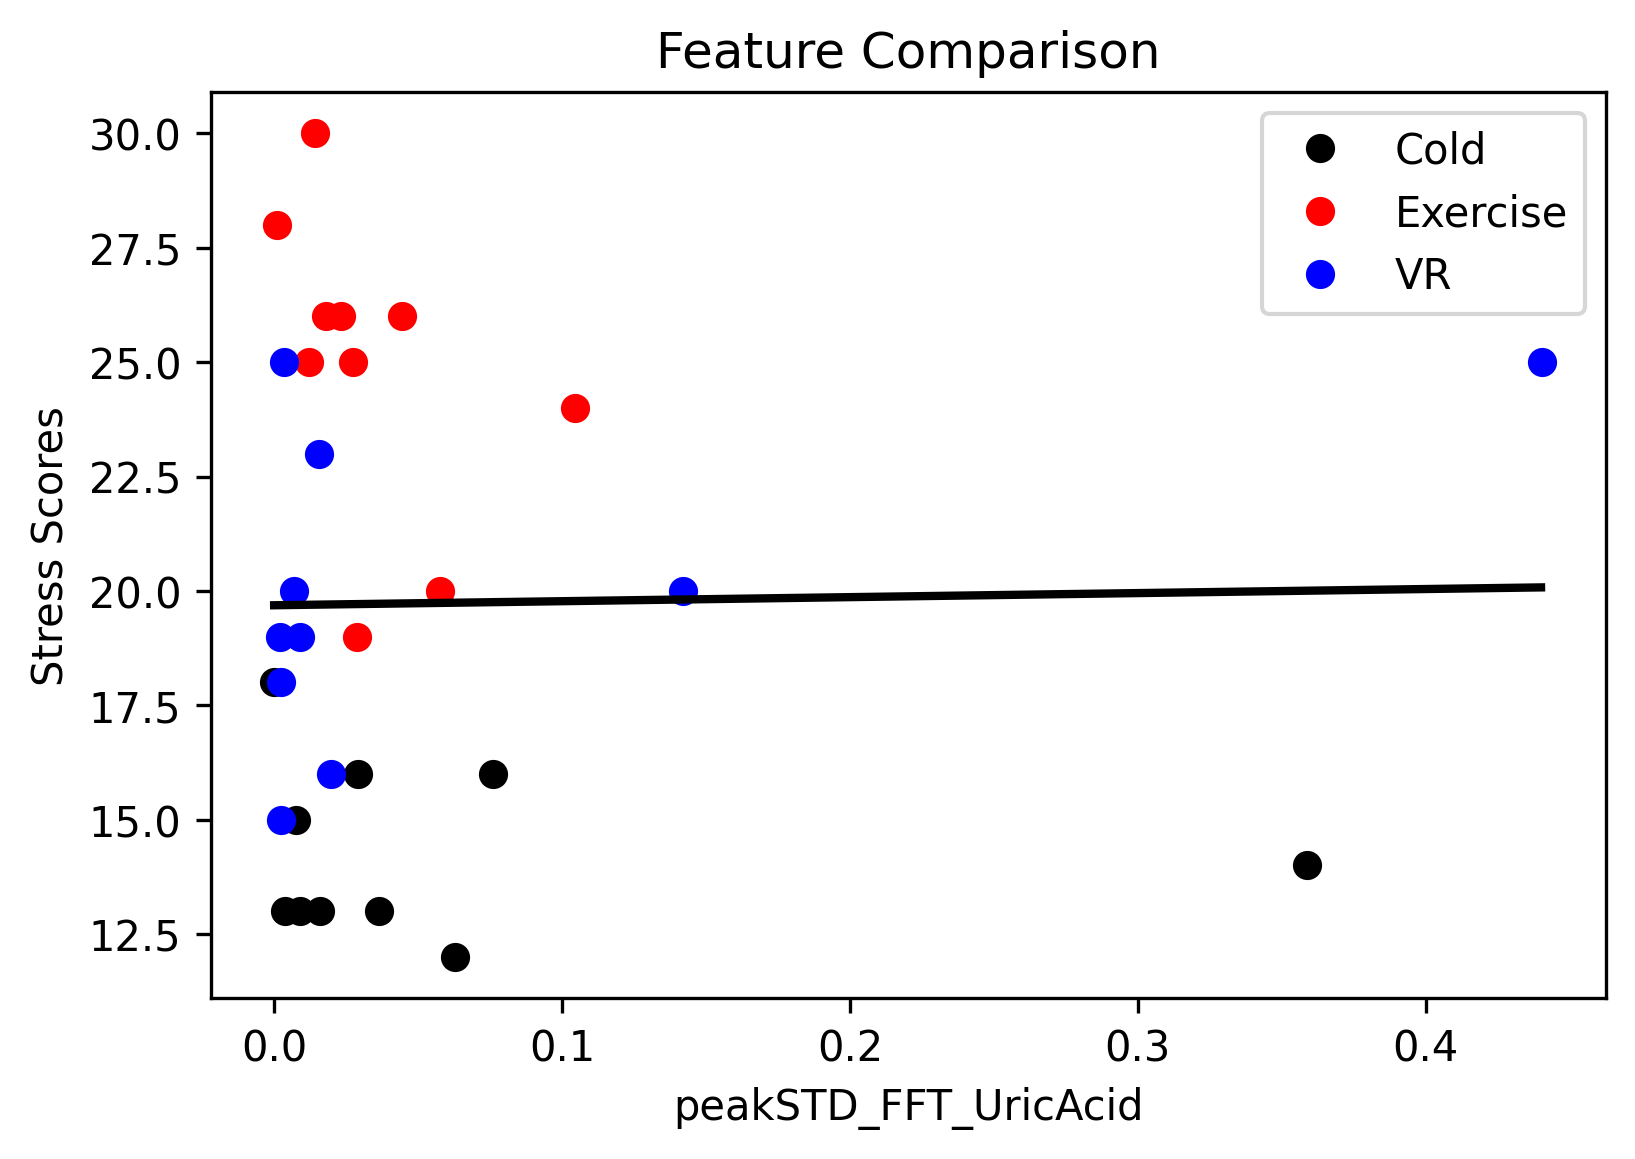 Feature Comparison
30.0
27.5
25.0
22.5
20.0
17.5
15.0
12.5
Stress Scores
Cold
Exercise
VR
0.0 0.1 0.2 0.3 0.4
peakSTD_FFT_UricAcid